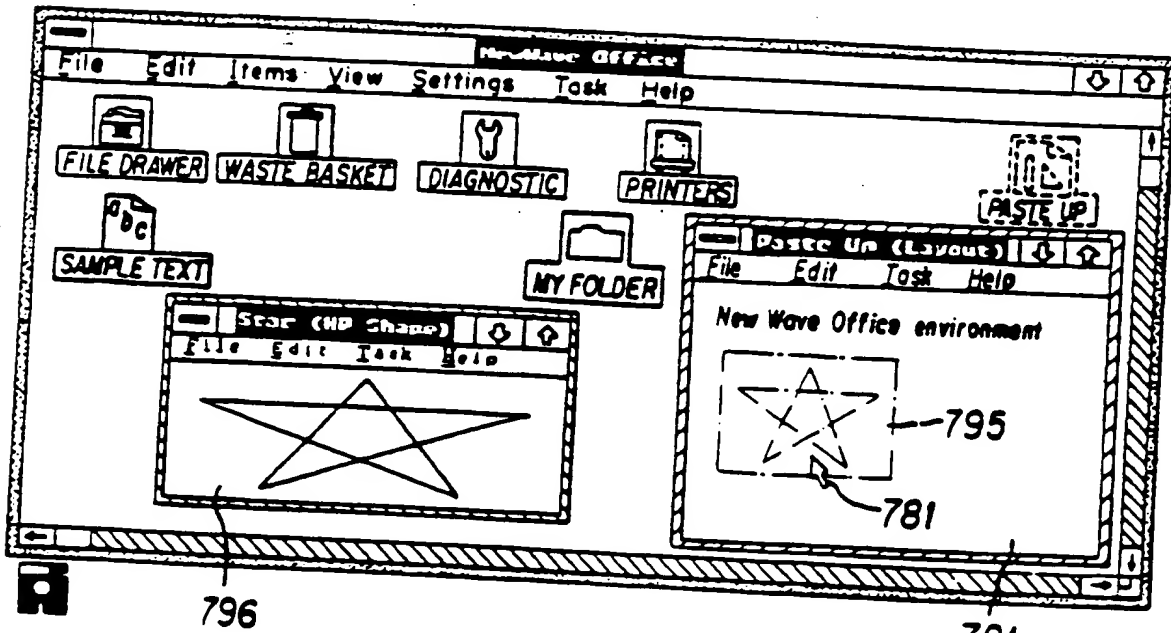 NewWave Office
File Edit Items View Settings Task Help
FILE DRAWER WASTE BASKET DIAGNOSTIC PRINTERS PASTE UP
abc
SAMPLE TEXT MY FOLDER
Paste Up (Layout)
File Edit Task Help
New Wave Office environment
Star (HP Shape)
File Edit Task Help
795
781
796